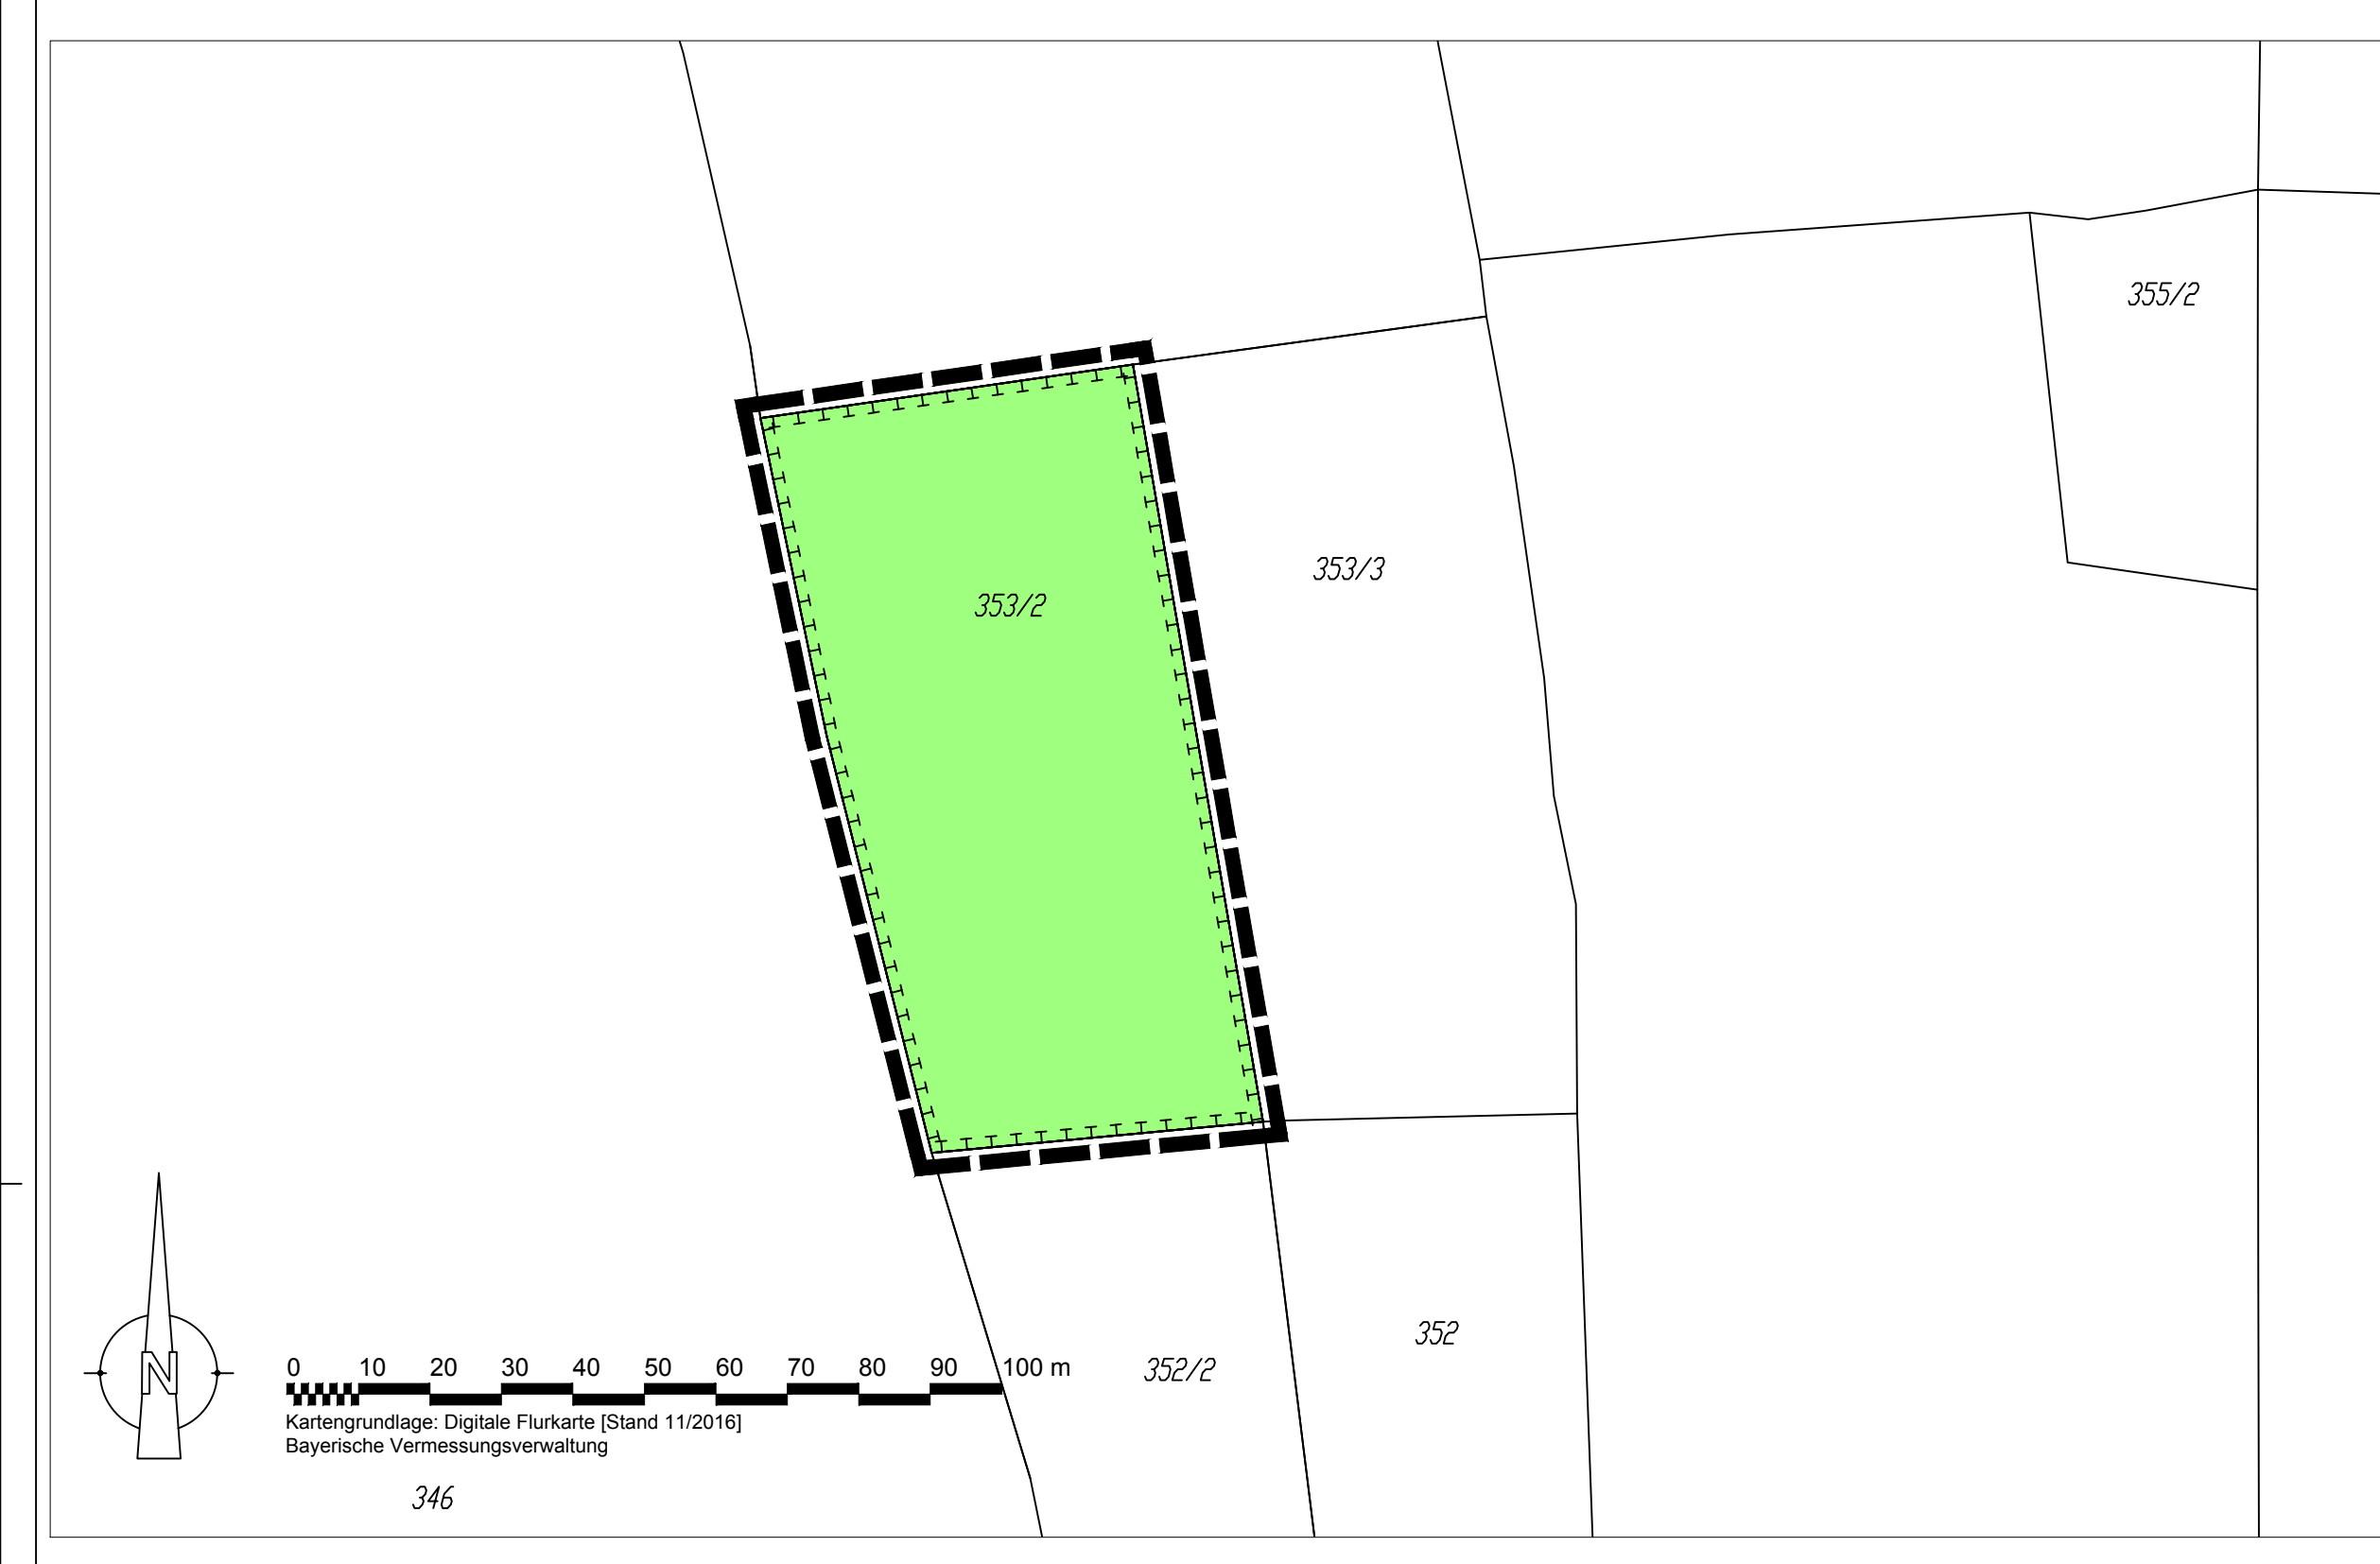 355/2
353/3
353/2
0 10 20 30 40 50 60 70 80 90 100 m
Kartengrundlage: Digitale Flurkarte [Stand 11/2016]
Bayerische Vermessungsverwaltung
N
352
352/2
346